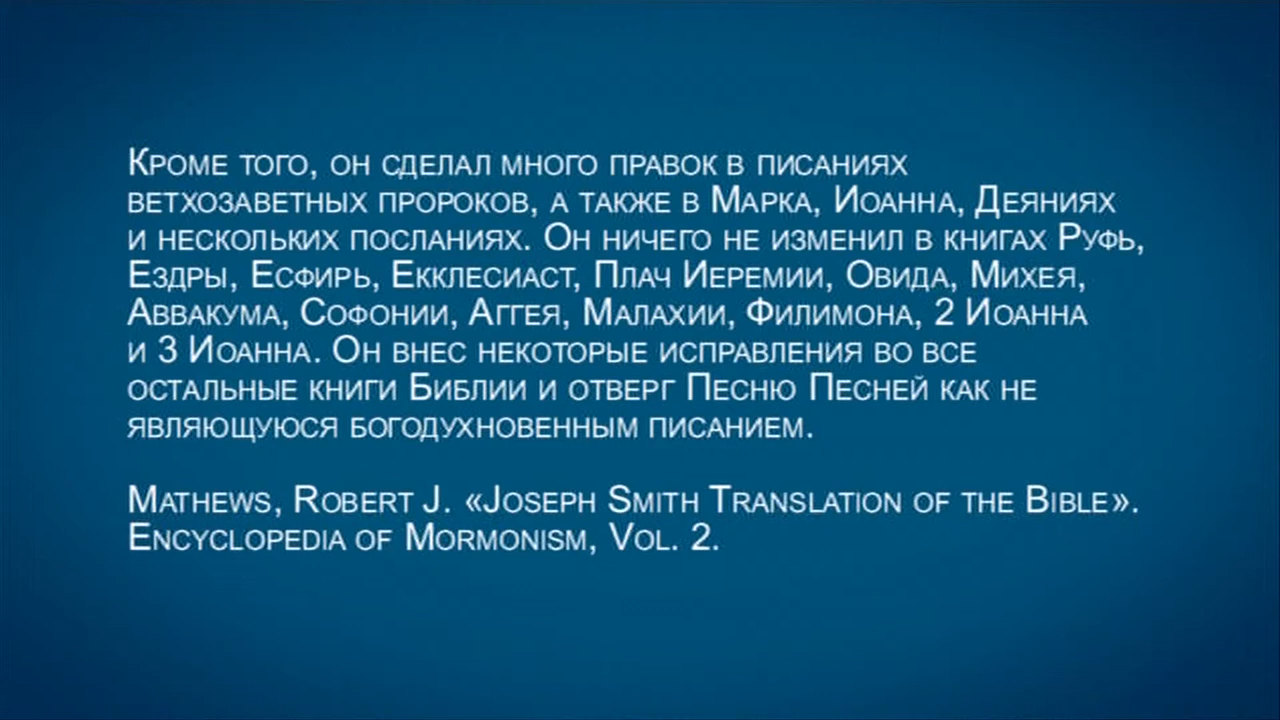 Кроме того, он сделал много правок в писаниях
ветхозаветных пророков, а также в Марка, Иоанна, Деяниях
и нескольких посланиях. Он ничего не изменил в книгах Руфь,
Ездры, Есфирь, Екклесиаст, Плач Иеремии, Овида, Михея,
Аввакума, Софонии, Аггея, Малахии, Филимона, 2 Иоанна
и 3 Иоанна. Он внес некоторые исправления во все
остальные книги Библии и отверг Песню Песней как не
являющуюся богодухновенным писанием.
Mathews, Robert J. «Joseph Smith Translation of the Bible».
Encyclopedia of Mormonism, Vol. 2.